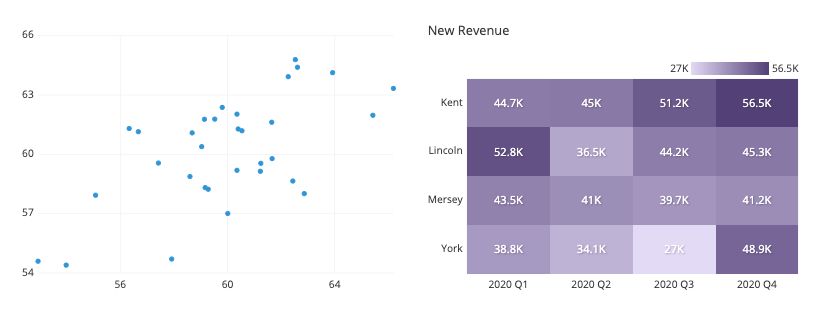 66
63
60
57
54
56 60 64
New Revenue
27K 56.5K
Kent 44.7K 45K 51.2K 56.5K
Lincoln 52.8K 36.5K 44.2K 45.3K
Mersey 43.5K 41K 39.7K 41.2K
York 38.8K 34.1K 27K 48.9K
2020 Q1 2020 Q2 2020 Q3 2020 Q4